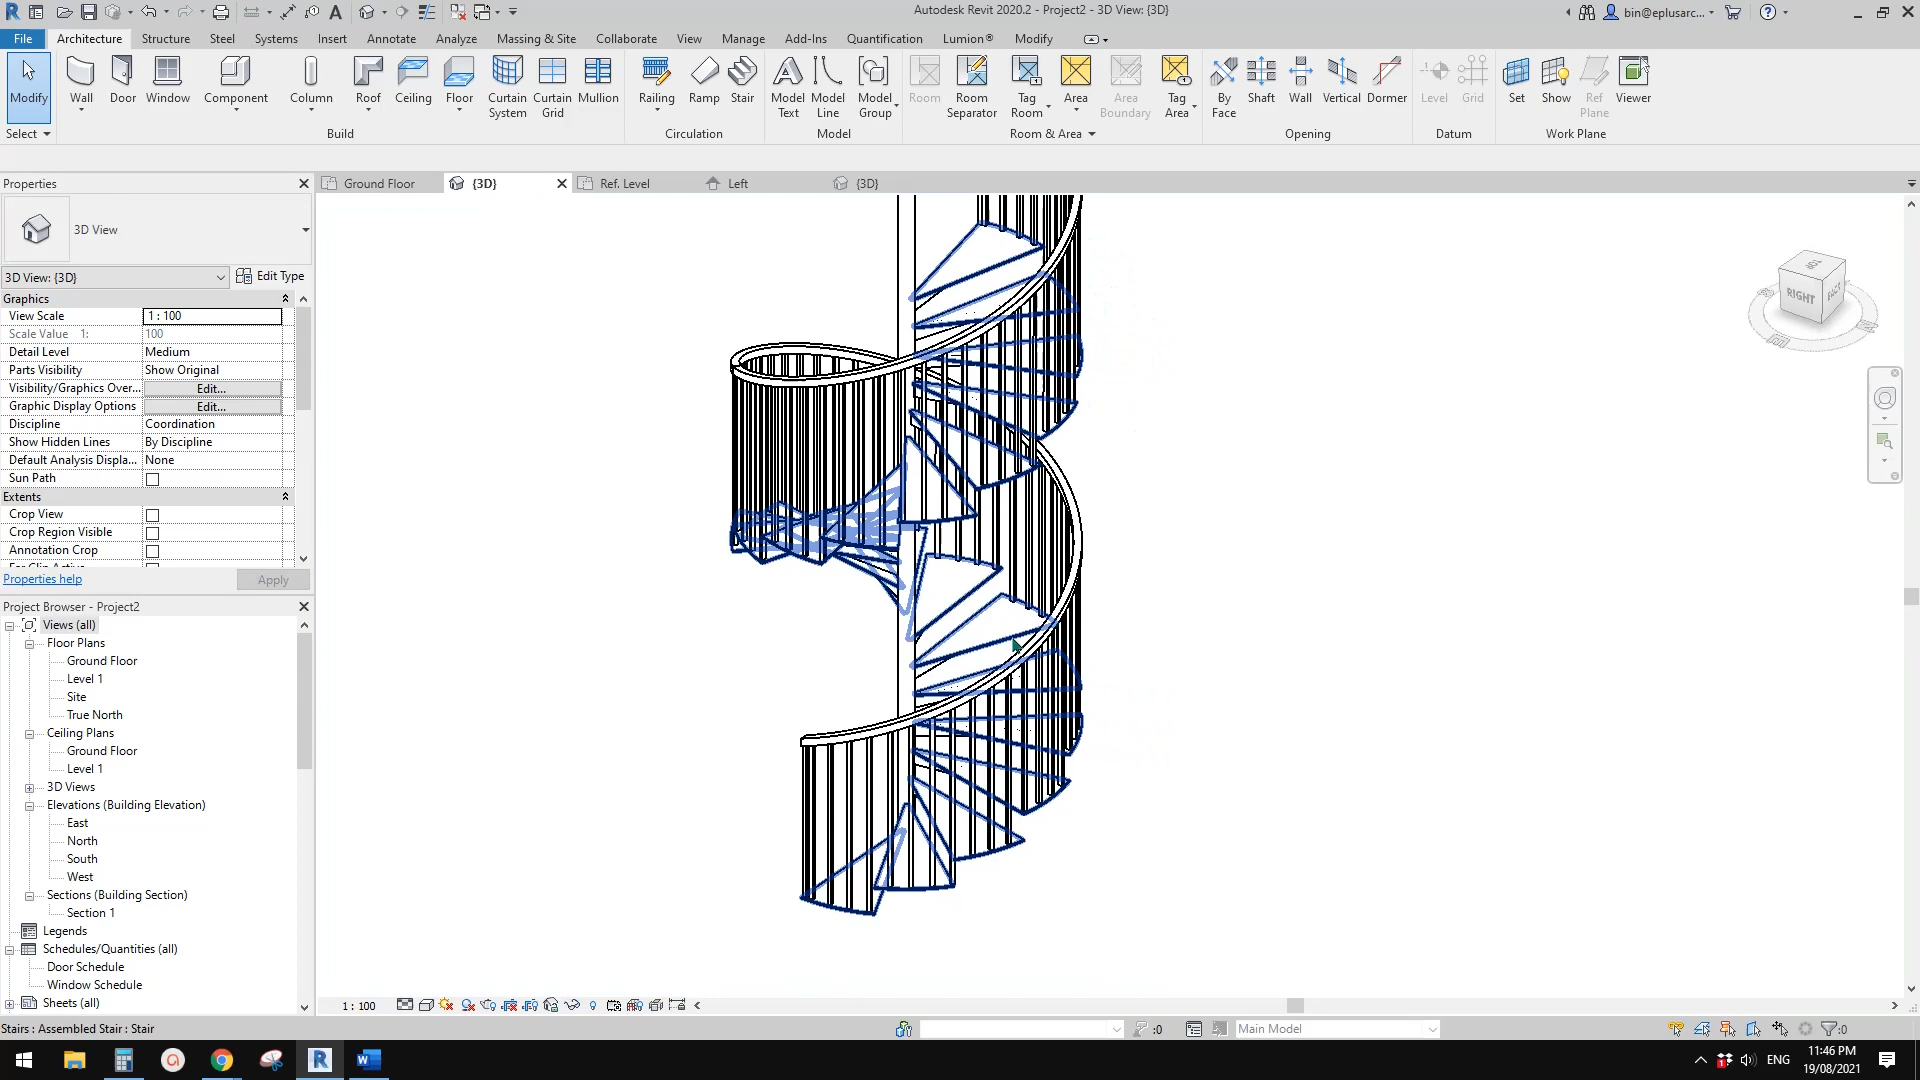 Autodesk Revit 2020.2 - Project2 - 3D View: {3D}
bin@eplusarc...
File Architecture Structure Steel Systems Insert Annotate Analyze Massing & Site Collaborate View Manage Add-Ins Quantification Lumion® Modify
Modify Wall Door Window Component Column Roof Ceiling Floor Curtain System Curtain Grid Mullion Railing Ramp Stair Model Text Model Line Model Group Room Room Separator Tag Room Area Area Boundary Tag Area By Face Shaft Wall Vertical Dormer Level Grid Set Show Ref Plane Viewer
Select Build Circulation Model Room & Area Opening Datum Work Plane
Properties
Ground Floor {3D} Ref. Level Left {3D}
3D View
3D View: {3D} Edit Type
Graphics
View Scale 1 : 100
Scale Value 1: 100
Detail Level Medium
Parts Visibility Show Original
Visibility/Graphics Over... Edit...
Graphic Display Options Edit...
Discipline Coordination
Show Hidden Lines By Discipline
Default Analysis Displa... None
Sun Path
Extents
Crop View
Crop Region Visible
Annotation Crop
Properties help Apply
Project Browser - Project2
Views (all)
Floor Plans
Ground Floor
Level 1
Site
True North
Ceiling Plans
Ground Floor
Level 1
3D Views
Elevations (Building Elevation)
East
North
South
West
Sections (Building Section)
Section 1
Legends
Schedules/Quantities (all)
Door Schedule
Window Schedule
Sheets (all)
TOP
RIGHT
BACK
1 : 100
Stairs : Assembled Stair : Stair
:0
Main Model
:0
ENG
11:46 PM
19/08/2021